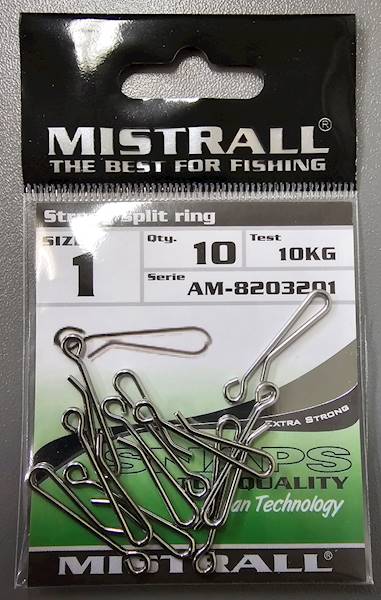 MISTRALL®
THE BEST FOR FISHING
split ring
SIZE
1
Qty.
10
Test
10KG
Serie
AM-8203201
EXTRA STRONG
SNAPS
QUALITY
Technology
MISTRALL